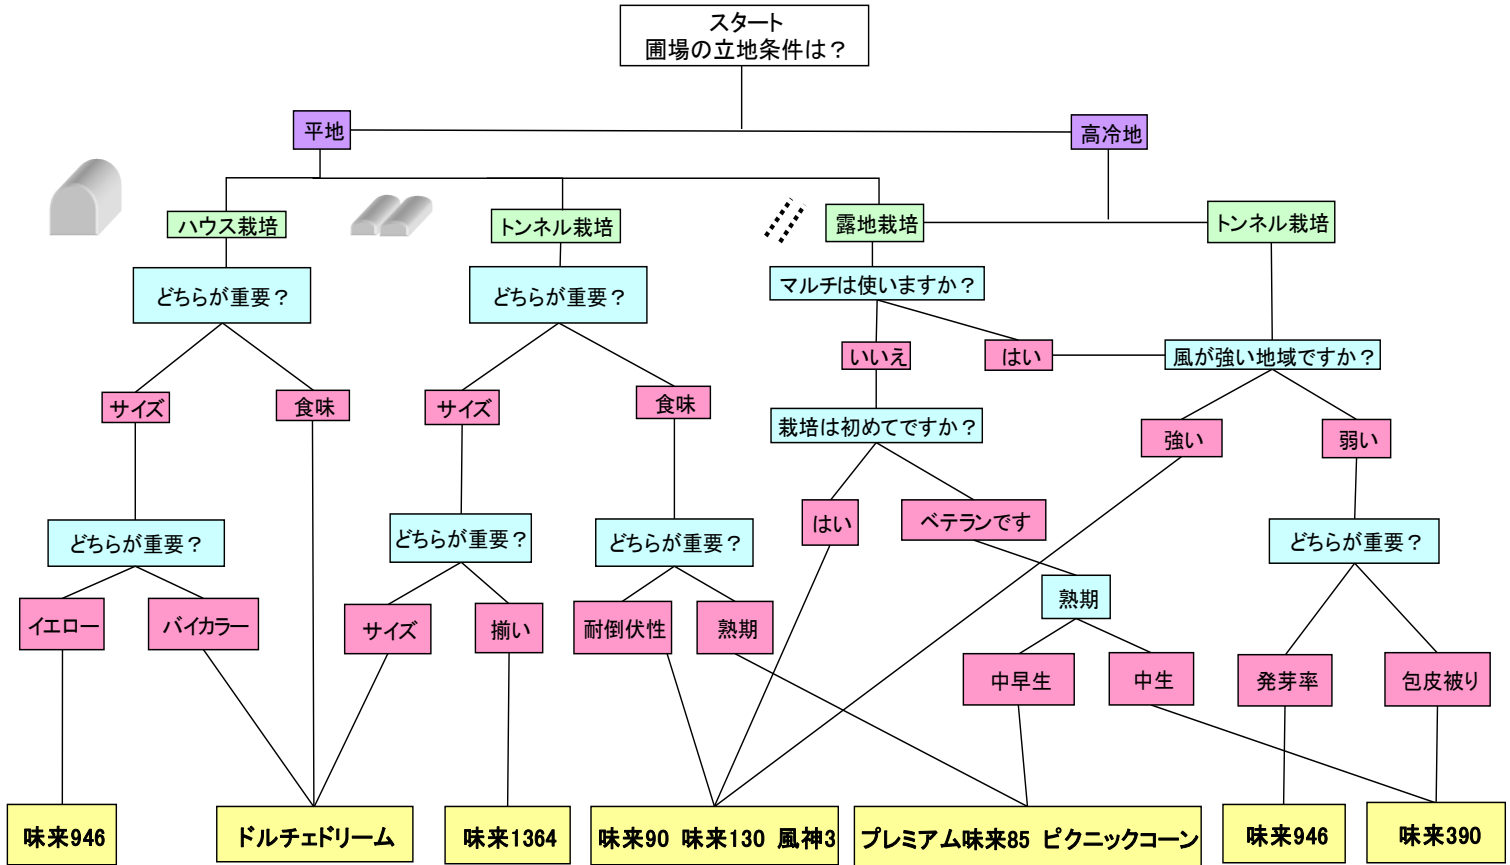 スタート
圃場の立地条件は？
平地
高冷地
ハウス栽培
トンネル栽培
露地栽培
トンネル栽培
どちらが重要？
どちらが重要？
マルチは使いますか？
いいえ
はい
風が強い地域ですか？
サイズ
食味
サイズ
食味
栽培は初めてですか？
強い
弱い
どちらが重要？
どちらが重要？
どちらが重要？
はい
ベテランです
どちらが重要？
熟期
イエロー
バイカラー
サイズ
揃い
耐倒伏性
熟期
中早生
中生
発芽率
包皮被り
味来946
ドルチェドリーム
味来1364
味来90 味来130 風神3
プレミアム味来85 ピクニックコーン
味来946
味来390